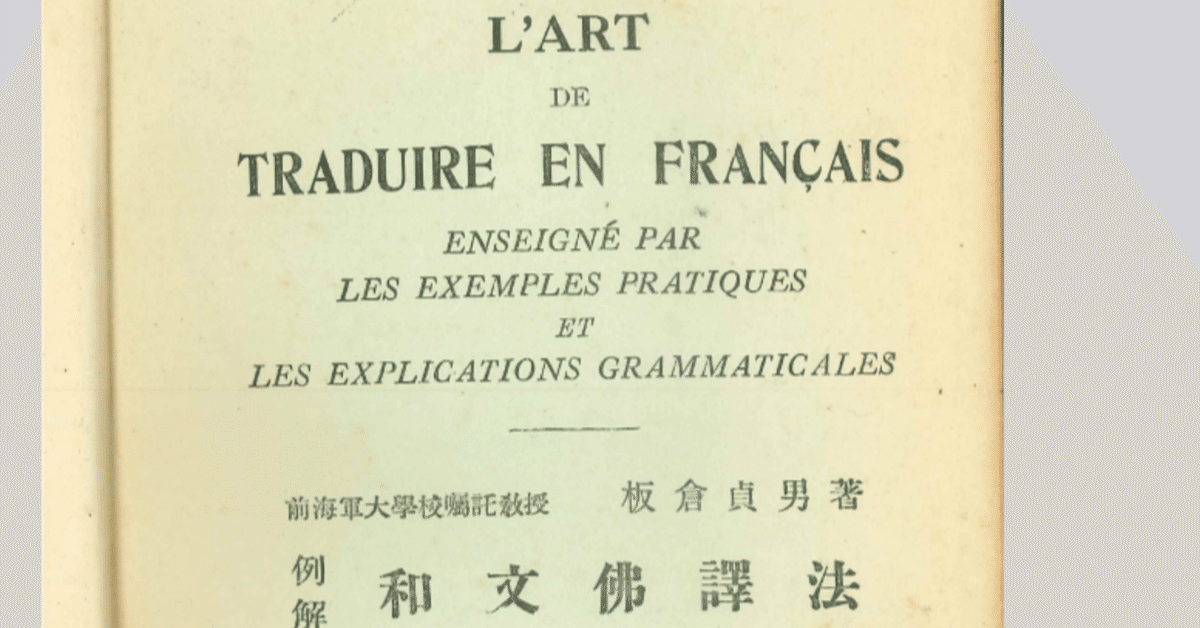 L'ART
DE
TRADUIRE EN FRANÇAIS
ENSEIGNÉ PAR
LES EXEMPLES PRATIQUES
ET
LES EXPLICATIONS GRAMMATICALES
前海軍大學校囑託敎授 板倉貞男著
例解 和文佛譯法